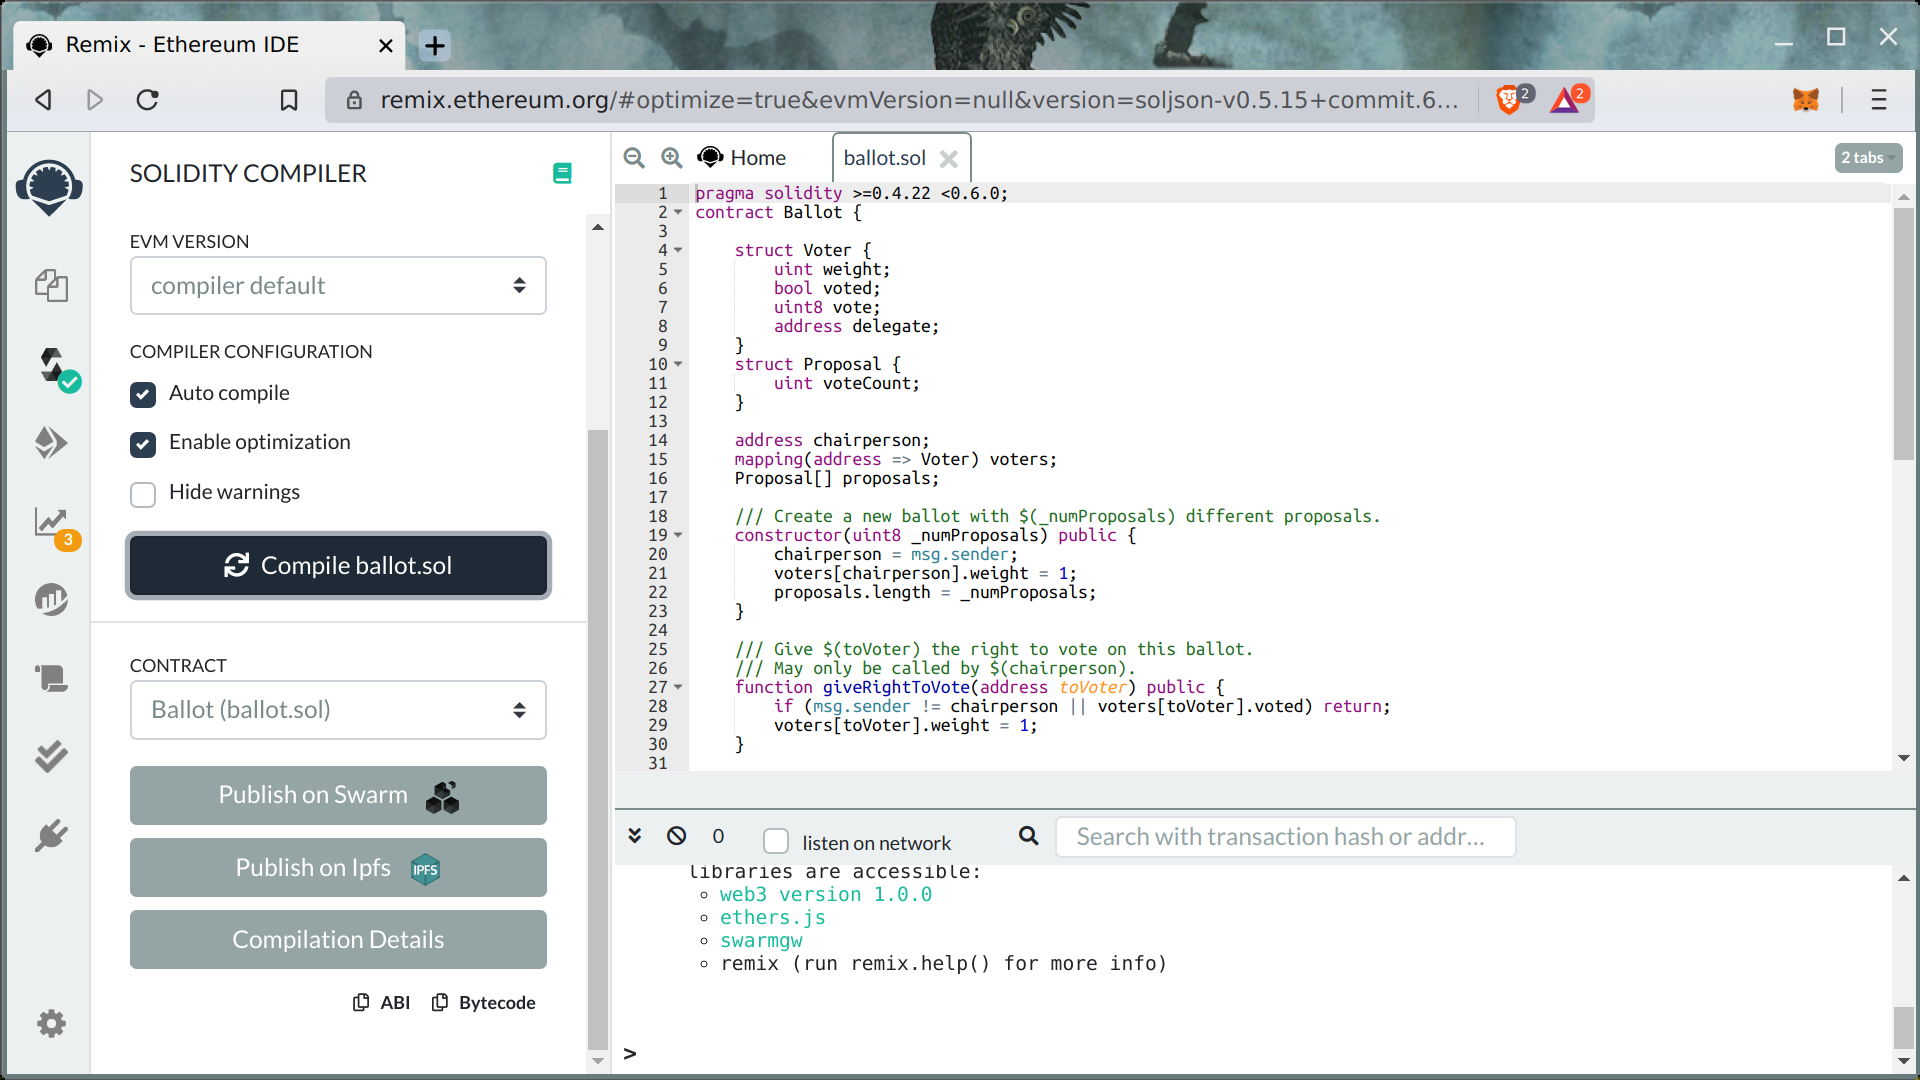 Remix - Ethereum IDE
remix.ethereum.org/#optimize=true&evmVersion=null&version=soljson-v0.5.15+commit.6...
2
2
SOLIDITY COMPILER
EVM VERSION
compiler default
COMPILER CONFIGURATION
Auto compile
Enable optimization
Hide warnings
3
Compile ballot.sol
CONTRACT
Ballot (ballot.sol)
Publish on Swarm
Publish on Ipfs IPFS
Compilation Details
ABI Bytecode
Home ballot.sol 2 tabs
1 pragma solidity >=0.4.22 <0.6.0;
2 contract Ballot {
3
4 struct Voter {
5 uint weight;
6 bool voted;
7 uint8 vote;
8 address delegate;
9 }
10 struct Proposal {
11 uint voteCount;
12 }
13
14 address chairperson;
15 mapping(address => Voter) voters;
16 Proposal[] proposals;
17
18 /// Create a new ballot with $(_numProposals) different proposals.
19 constructor(uint8 _numProposals) public {
20 chairperson = msg.sender;
21 voters[chairperson].weight = 1;
22 proposals.length = _numProposals;
23 }
24
25 /// Give $(toVoter) the right to vote on this ballot.
26 /// May only be called by $(chairperson).
27 function giveRightToVote(address toVoter) public {
28 if (msg.sender != chairperson || voters[toVoter].voted) return;
29 voters[toVoter].weight = 1;
30 }
31
0 listen on network Search with transaction hash or addr...
libraries are accessible:
web3 version 1.0.0
ethers.js
swarmgw
remix (run remix.help() for more info)
>